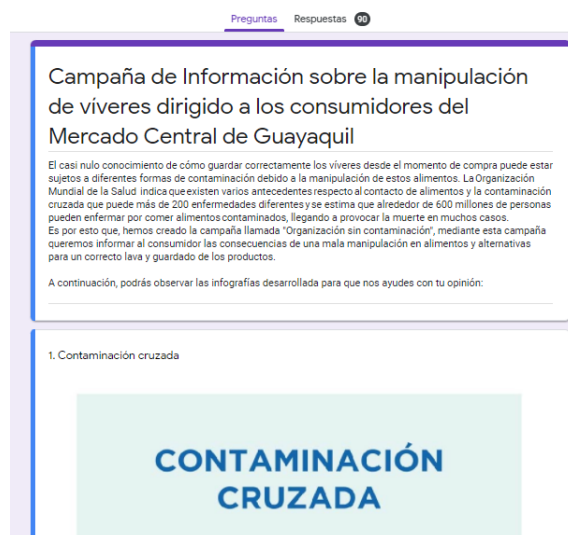 Preguntas Respuestas 90
Campaña de Información sobre la manipulación
de víveres dirigido a los consumidores del
Mercado Central de Guayaquil
El casi nulo conocimiento de cómo guardar correctamente los víveres desde el momento de compra puede estar
sujetos a diferentes formas de contaminación debido a la manipulación de estos alimentos. La Organización
Mundial de la Salud indica que existen varios antecedentes respecto al contacto de alimentos y la contaminación
cruzada que puede más de 200 enfermedades diferentes y se estima que alrededor de 600 millones de personas
pueden enfermar por comer alimentos contaminados, llegando a provocar la muerte en muchos casos.
Es por esto que, hemos creado la campaña llamada "Organización sin contaminación", mediante esta campaña
queremos informar al consumidor las consecuencias de una mala manipulación en alimentos y alternativas
para un correcto lava y guardado de los productos.
A continuación, podrás observar las infografías desarrollada para que nos ayudes con tu opinión:
1. Contaminación cruzada
CONTAMINACIÓN
CRUZADA